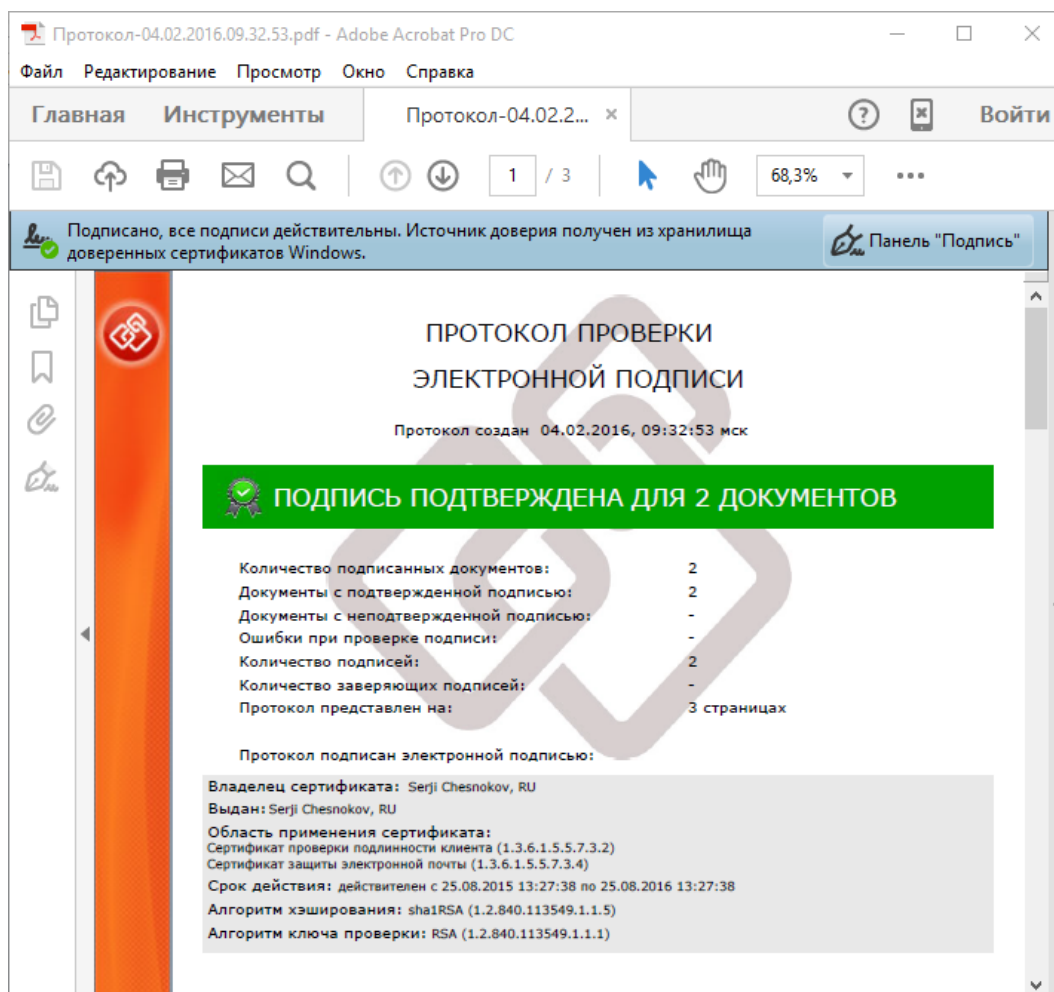 Протокол-04.02.2016.09.32.53.pdf - Adobe Acrobat Pro DC
Файл Редактирование Просмотр Окно Справка
Главная Инструменты Протокол-04.02.2... × Войти
1 / 3 68,3%
Подписано, все подписи действительны. Источник доверия получен из хранилища
доверенных сертификатов Windows.
Панель "Подпись"
ПРОТОКОЛ ПРОВЕРКИ
ЭЛЕКТРОННОЙ ПОДПИСИ
Протокол создан 04.02.2016, 09:32:53 мск
ПОДПИСЬ ПОДТВЕРЖДЕНА ДЛЯ 2 ДОКУМЕНТОВ
Количество подписанных документов: 2
Документы с подтвержденной подписью: 2
Документы с неподтвержденной подписью: -
Ошибки при проверке подписи: -
Количество подписей: 2
Количество заверяющих подписей: -
Протокол представлен на: 3 страницах
Протокол подписан электронной подписью:
Владелец сертификата: Serji Chesnokov, RU
Выдан: Serji Chesnokov, RU
Область применения сертификата:
Сертификат проверки подлинности клиента (1.3.6.1.5.5.7.3.2)
Сертификат защиты электронной почты (1.3.6.1.5.5.7.3.4)
Срок действия: действителен с 25.08.2015 13:27:38 по 25.08.2016 13:27:38
Алгоритм хэширования: sha1RSA (1.2.840.113549.1.1.5)
Алгоритм ключа проверки: RSA (1.2.840.113549.1.1.1)